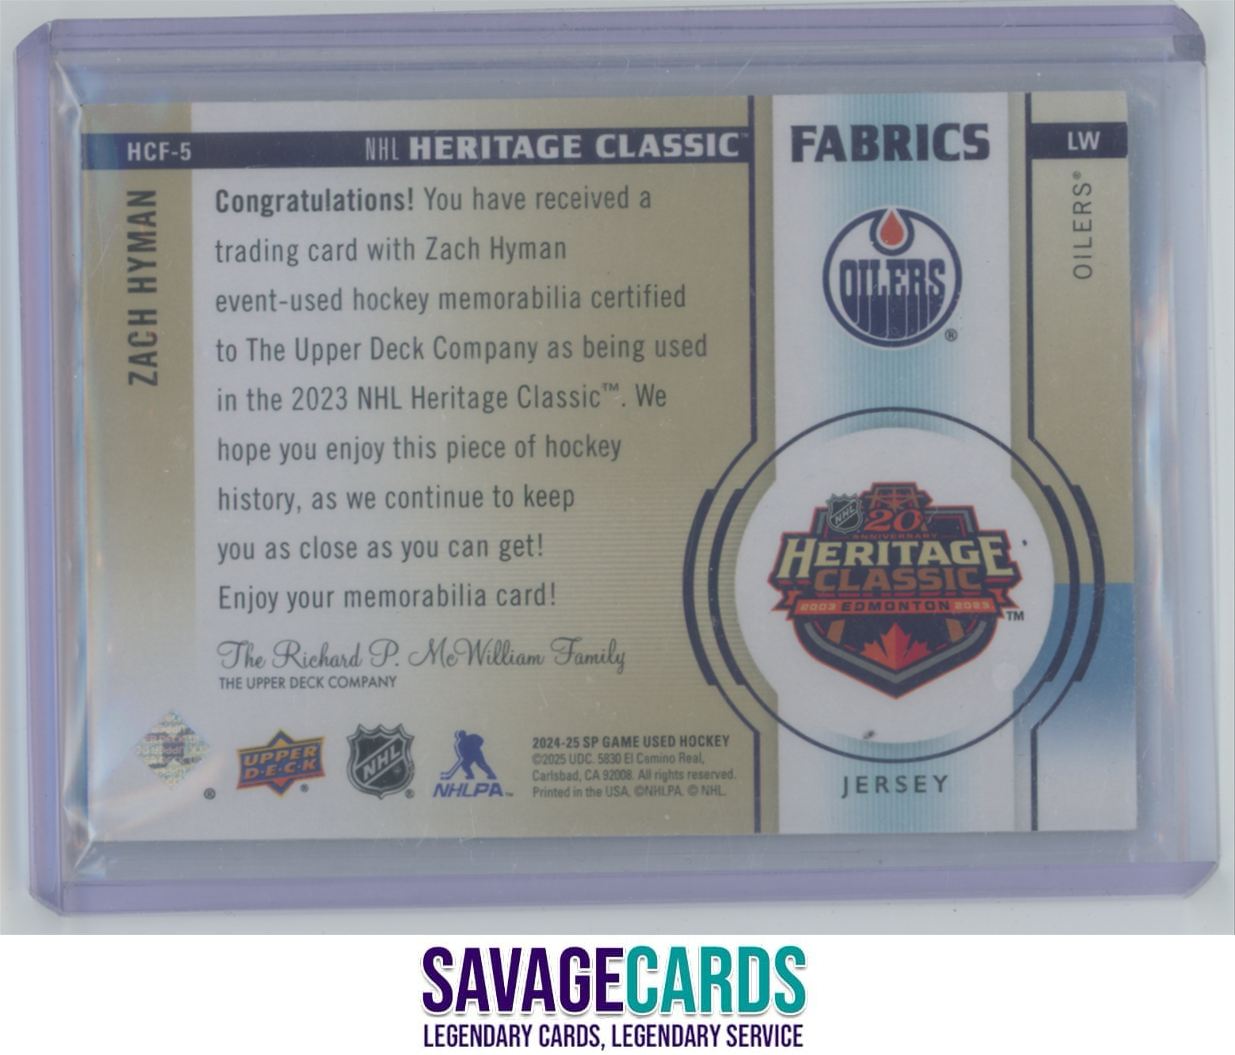 HCF-5
NHL HERITAGE CLASSIC™
FABRICS
LW
ZACH HYMAN
OILERS®
Congratulations! You have received a
trading card with Zach Hyman
event-used hockey memorabilia certified
to The Upper Deck Company as being used
in the 2023 NHL Heritage Classic™. We
hope you enjoy this piece of hockey
history, as we continue to keep
you as close as you can get!
Enjoy your memorabilia card!
The Richard P. McWilliam Family
THE UPPER DECK COMPANY
OILERS
®
NHL
20
ANNIVERSARY
HERITAGE
CLASSIC
2003 EDMONTON 2023
TM
JERSEY
®
UPPER
D·E·C·K
®
NHL
®
NHLPA™
2024-25 SP GAME USED HOCKEY
©2025 UDC. 5830 El Camino Real,
Carlsbad, CA 92008. All rights reserved.
Printed in the USA. ©NHLPA. © NHL.
SAVAGECARDS
LEGENDARY CARDS, LEGENDARY SERVICE